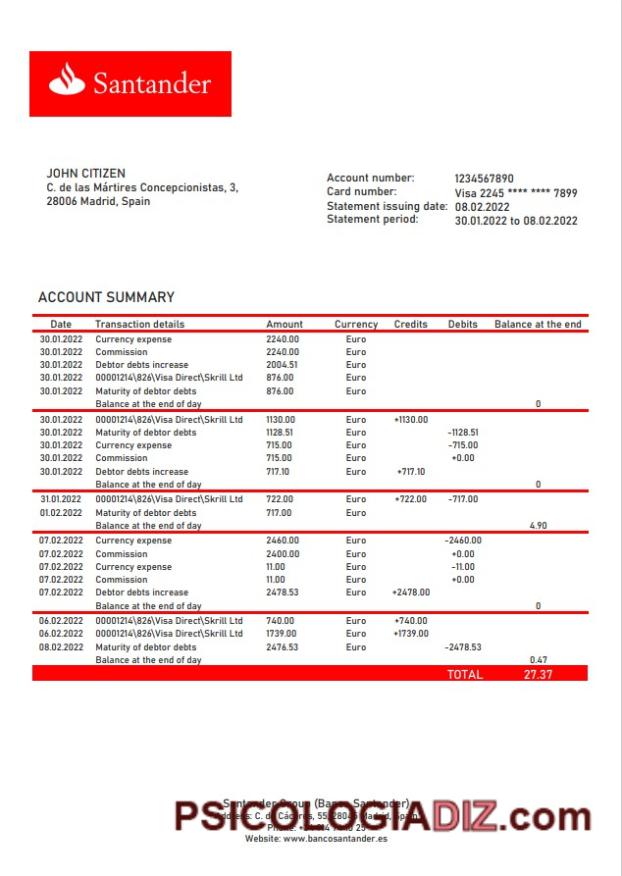 Santander
JOHN CITIZEN
C. de las Mártires Concepcionistas, 3,
28006 Madrid, Spain
Account number: 1234567890
Card number: Visa 2245 **** **** 7899
Statement issuing date: 08.02.2022
Statement period: 30.01.2022 to 08.02.2022
ACCOUNT SUMMARY
Date Transaction details Amount Currency Credits Debits Balance at the end
30.01.2022 Currency expense 2240.00 Euro
30.01.2022 Commission 2240.00 Euro
30.01.2022 Debtor debts increase 2004.51 Euro
30.01.2022 00001214\826\Visa Direct\Skrill Ltd 876.00 Euro
30.01.2022 Maturity of debtor debts 876.00 Euro
Balance at the end of day 0
30.01.2022 00001214\826\Visa Direct\Skrill Ltd 1130.00 Euro +1130.00
30.01.2022 Maturity of debtor debts 1128.51 Euro -1128.51
30.01.2022 Currency expense 715.00 Euro -715.00
30.01.2022 Commission 715.00 Euro +0.00
30.01.2022 Debtor debts increase 717.10 Euro +717.10
Balance at the end of day 0
31.01.2022 00001214\826\Visa Direct\Skrill Ltd 722.00 Euro +722.00 -717.00
01.02.2022 Maturity of debtor debts 717.00 Euro
Balance at the end of day 4.90
07.02.2022 Currency expense 2460.00 Euro -2460.00
07.02.2022 Commission 2400.00 Euro +0.00
07.02.2022 Currency expense 11.00 Euro -11.00
07.02.2022 Commission 11.00 Euro +0.00
07.02.2022 Debtor debts increase 2478.53 Euro +2478.00
Balance at the end of day 0
06.02.2022 00001214\826\Visa Direct\Skrill Ltd 740.00 Euro +740.00
06.02.2022 00001214\826\Visa Direct\Skrill Ltd 1739.00 Euro +1739.00
08.02.2022 Maturity of debtor debts 2476.53 Euro -2478.53
Balance at the end of day 0.47
TOTAL 27.37
Santander Group (Banco Santander)
PSICOLOGIADIZ.com
Website: www.bancosantander.es